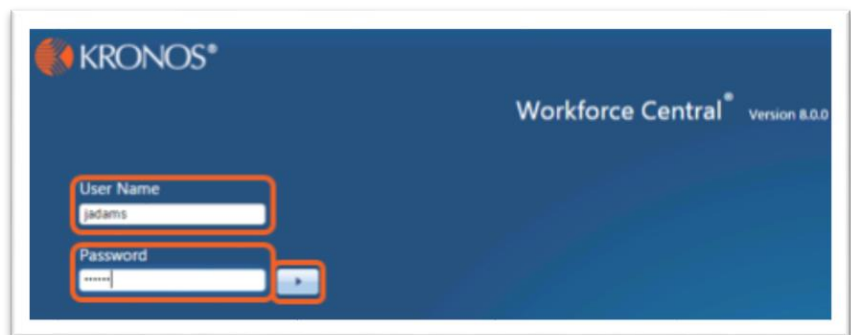 KRONOS®
Workforce Central® Version 8.0.0
User Name
jadams
Password
······